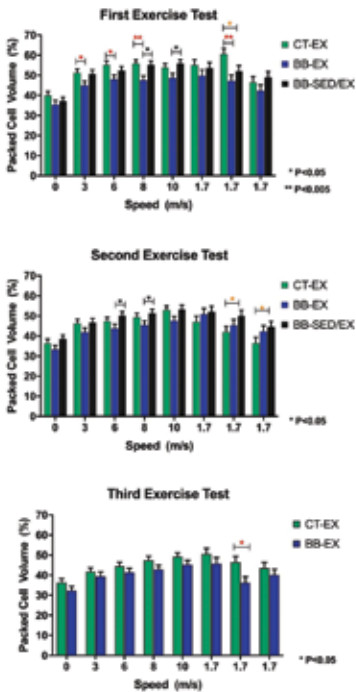 First Exercise Test
Packed Cell Volume (%)
70
60
50
40
30
20
10
0
* ** * * * * ** *
CT-EX
BB-EX
BB-SED/EX
* P<0.05
** P<0.005
0 3 6 8 10 1.7 1.7 1.7
Speed (m/s)
Second Exercise Test
Packed Cell Volume (%)
70
60
50
40
30
20
10
0
* * * *
CT-EX
BB-EX
BB-SED/EX
* P<0.05
0 3 6 8 10 1.7 1.7 1.7
Speed (m/s)
Third Exercise Test
Packed Cell Volume (%)
70
60
50
40
30
20
10
0
*
CT-EX
BB-EX
* P<0.05
0 3 6 8 10 1.7 1.7 1.7
Speed (m/s)